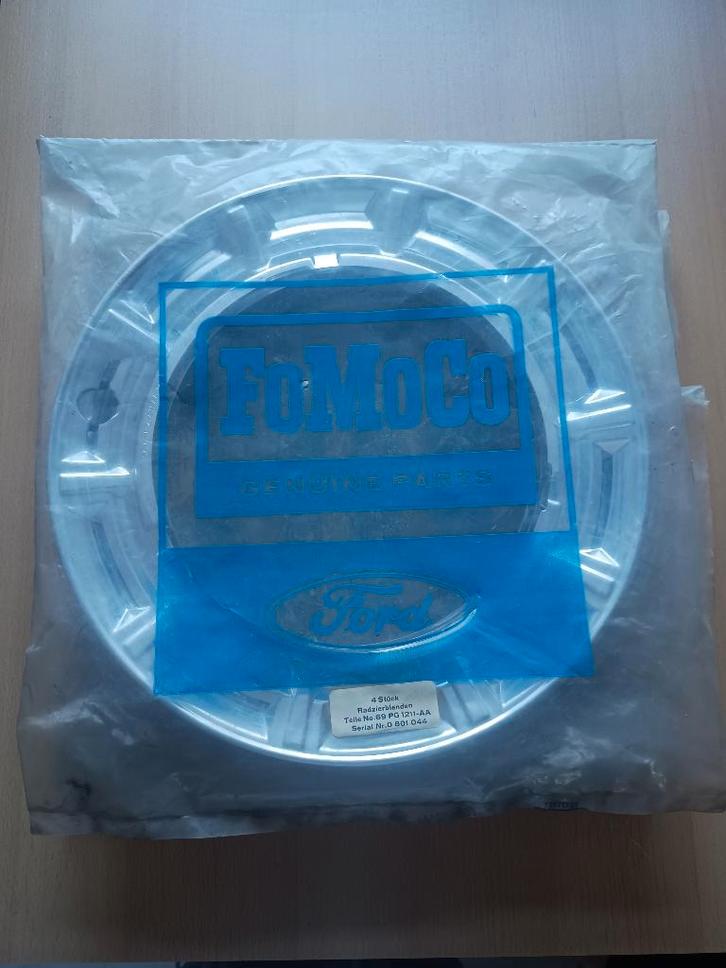 FoMoCo
GENUINE PARTS
Ford
4 Stück
Radzierblenden
Teile No.69 PG 1211-AA
Serial Nr.0 801 044